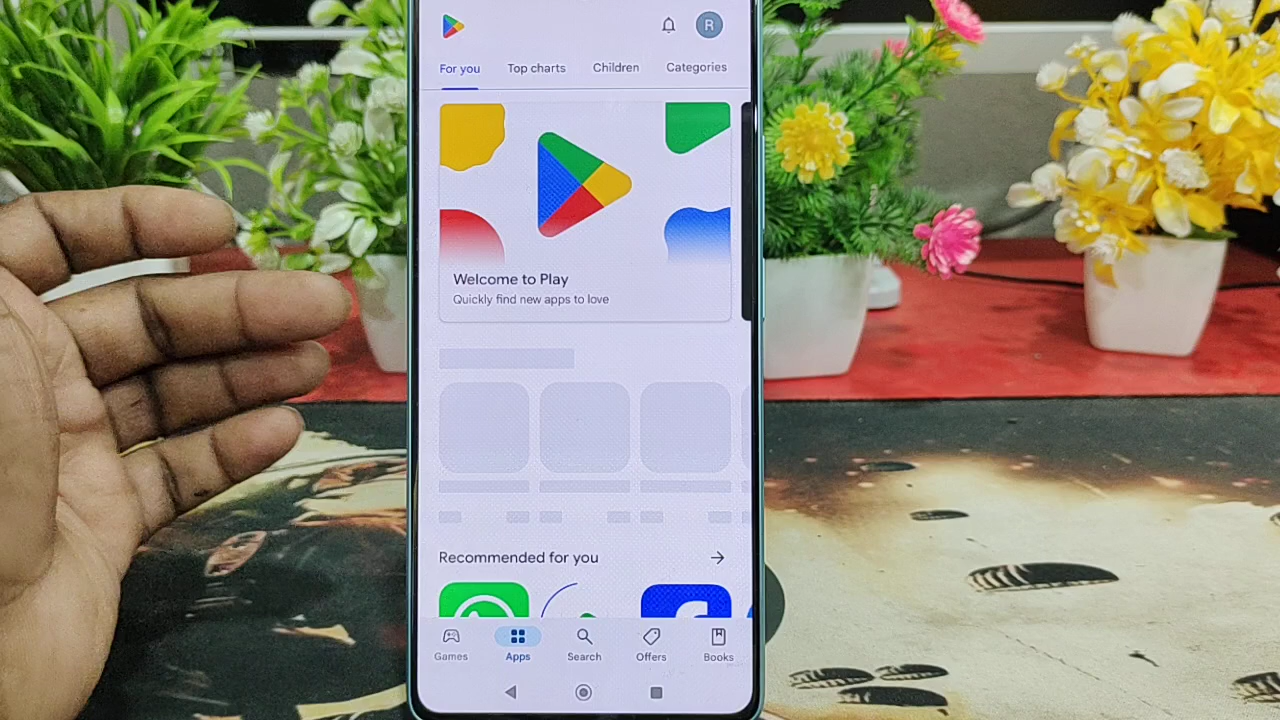 R
For you Top charts Children Categories
Welcome to Play
Quickly find new apps to love
Recommended for you
Games Apps Search Offers Books